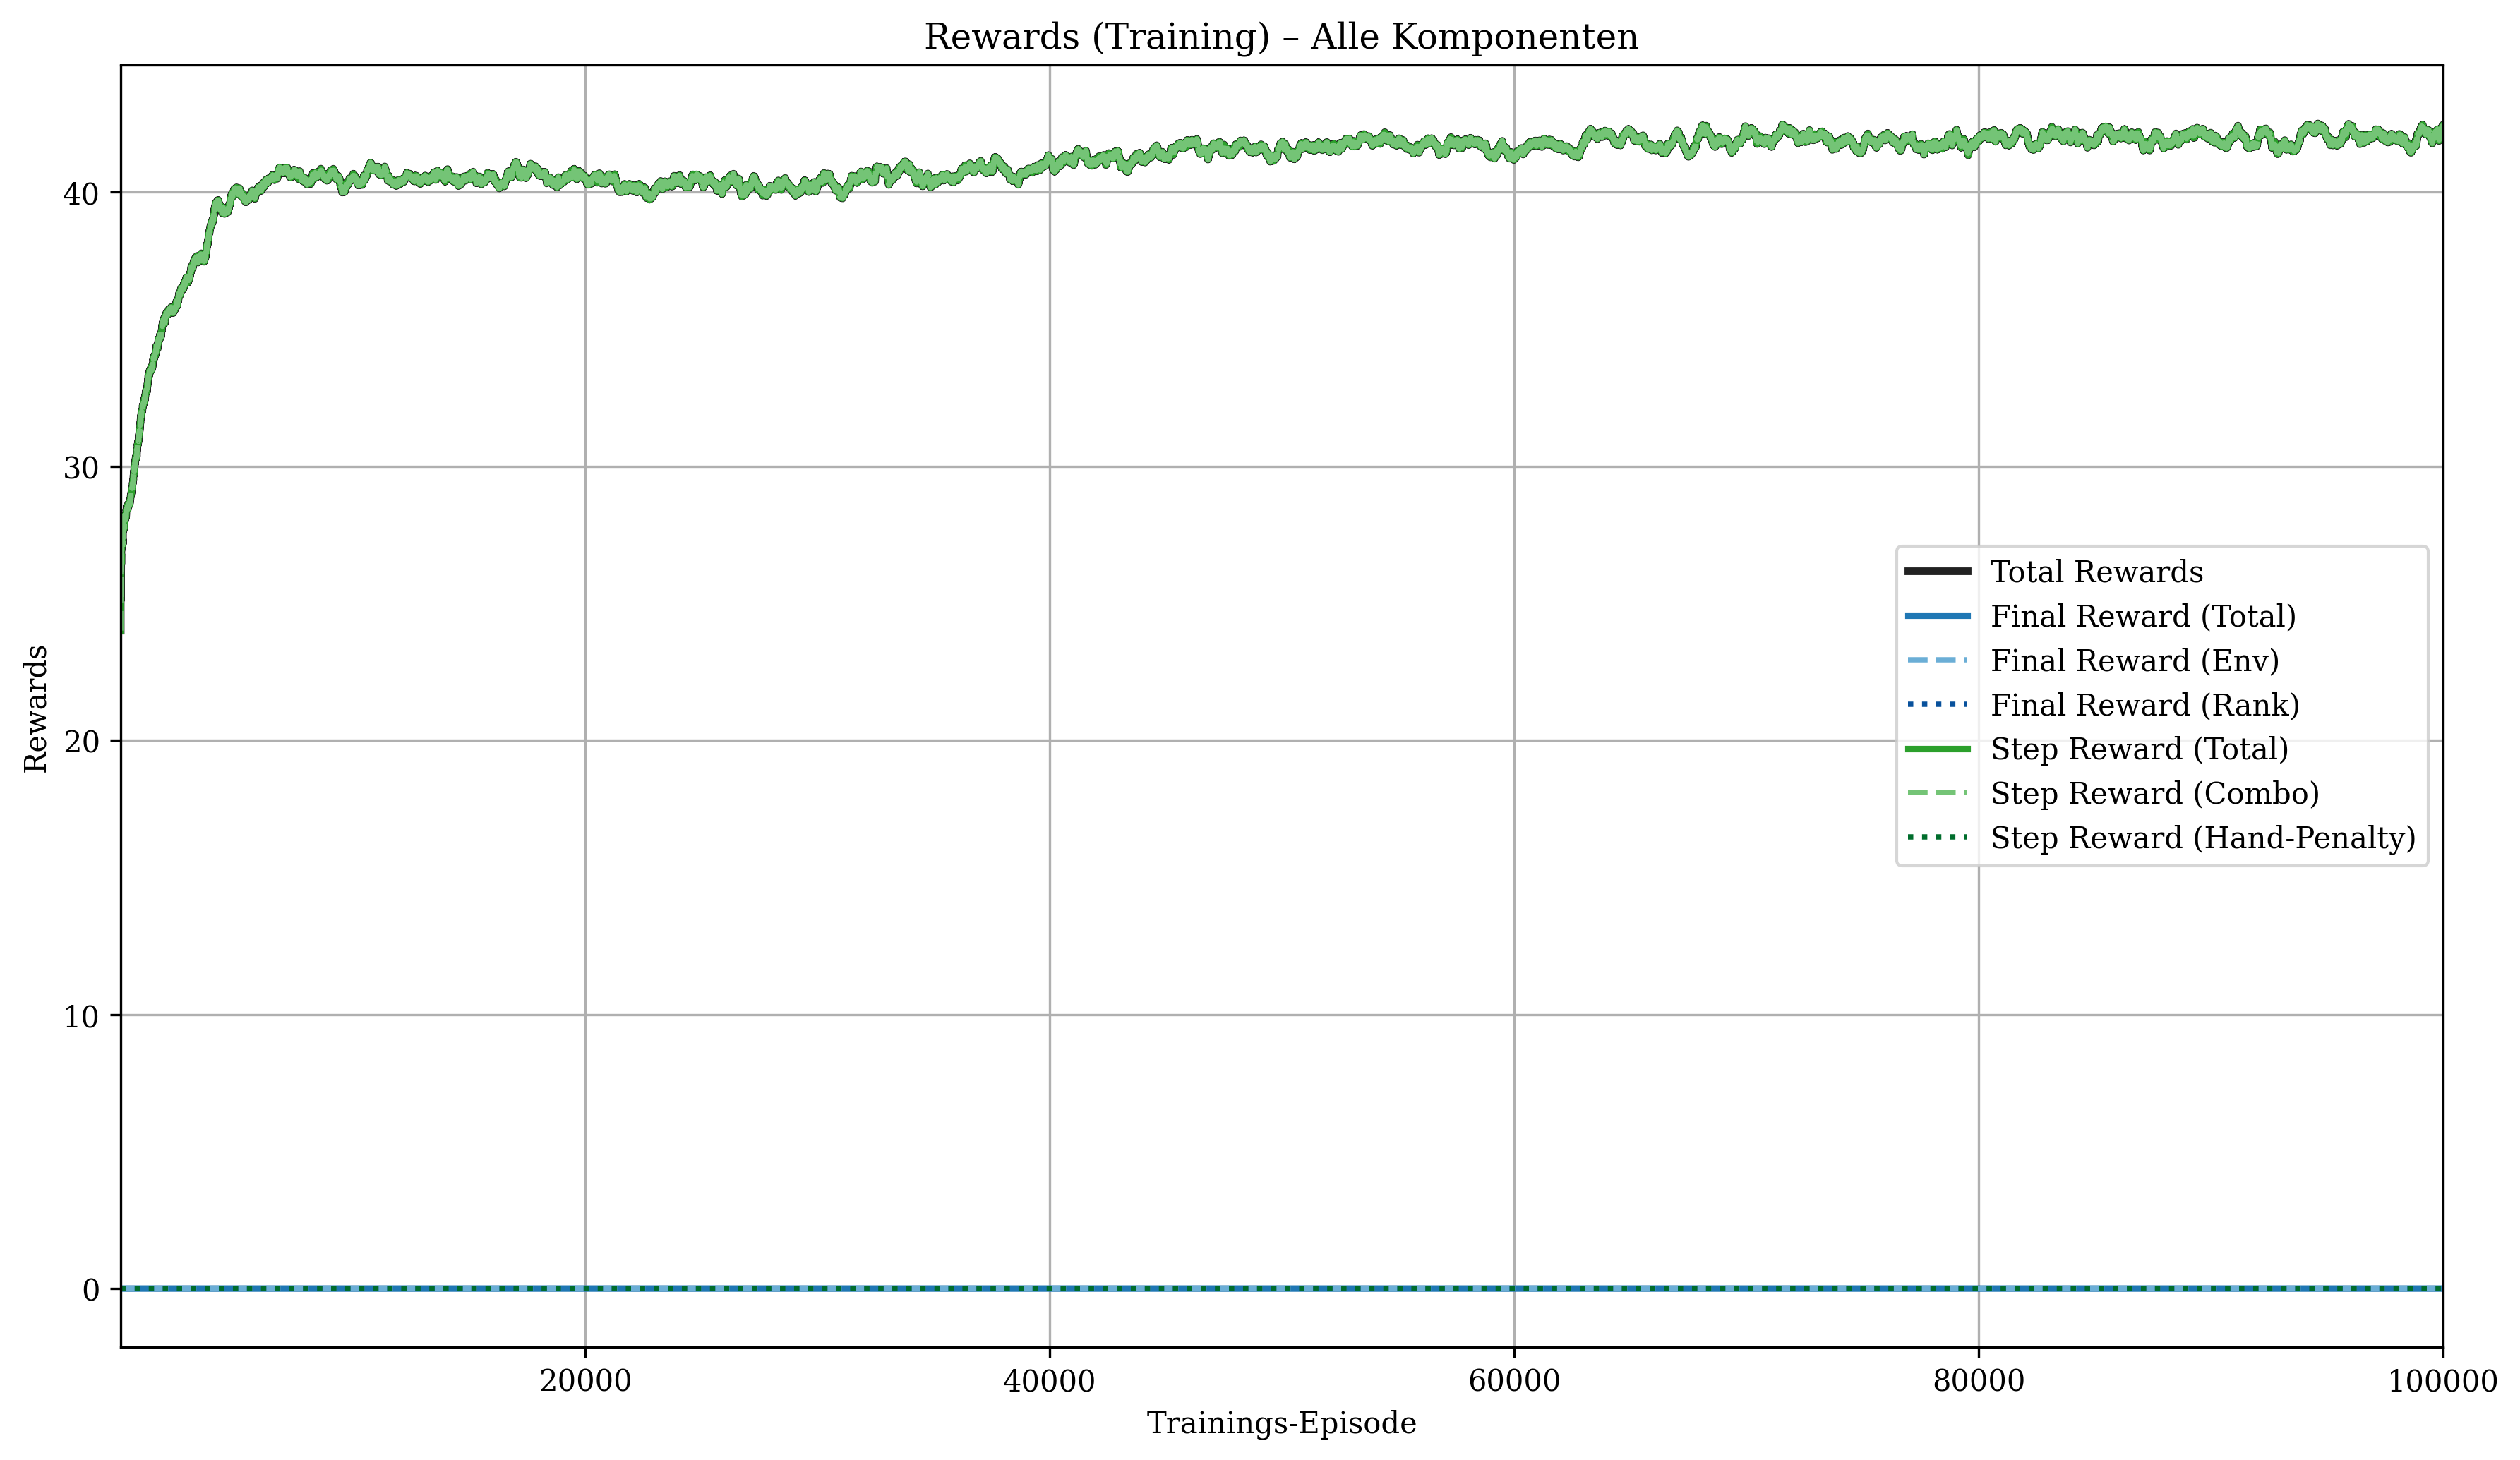 Rewards (Training) – Alle Komponenten
Rewards
40
30
20
10
0
Total Rewards
Final Reward (Total)
Final Reward (Env)
Final Reward (Rank)
Step Reward (Total)
Step Reward (Combo)
Step Reward (Hand-Penalty)
20000
40000
60000
80000
100000
Trainings-Episode